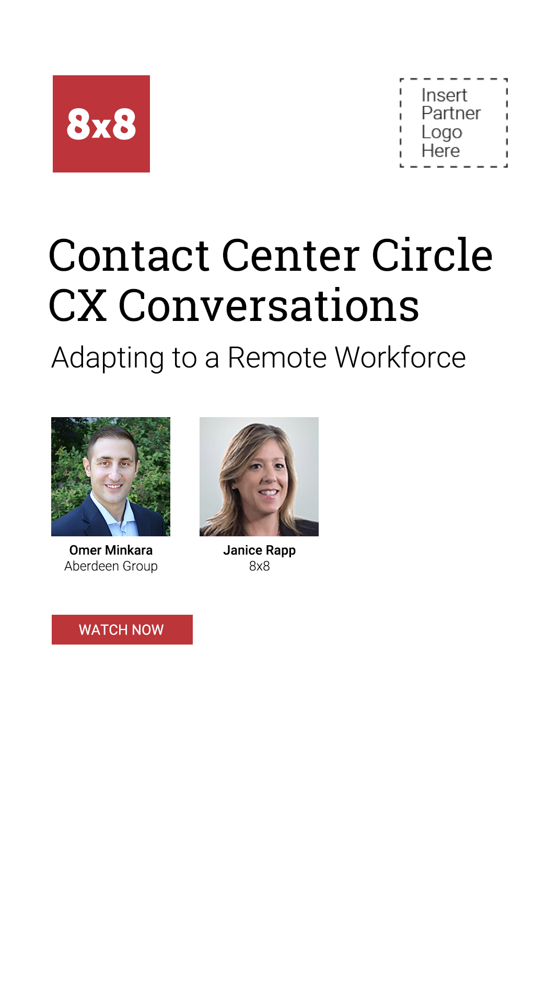 8x8
Insert
Partner
Logo
Here
Contact Center Circle
CX Conversations
Adapting to a Remote Workforce
Omer Minkara
Aberdeen Group
Janice Rapp
8x8
WATCH NOW